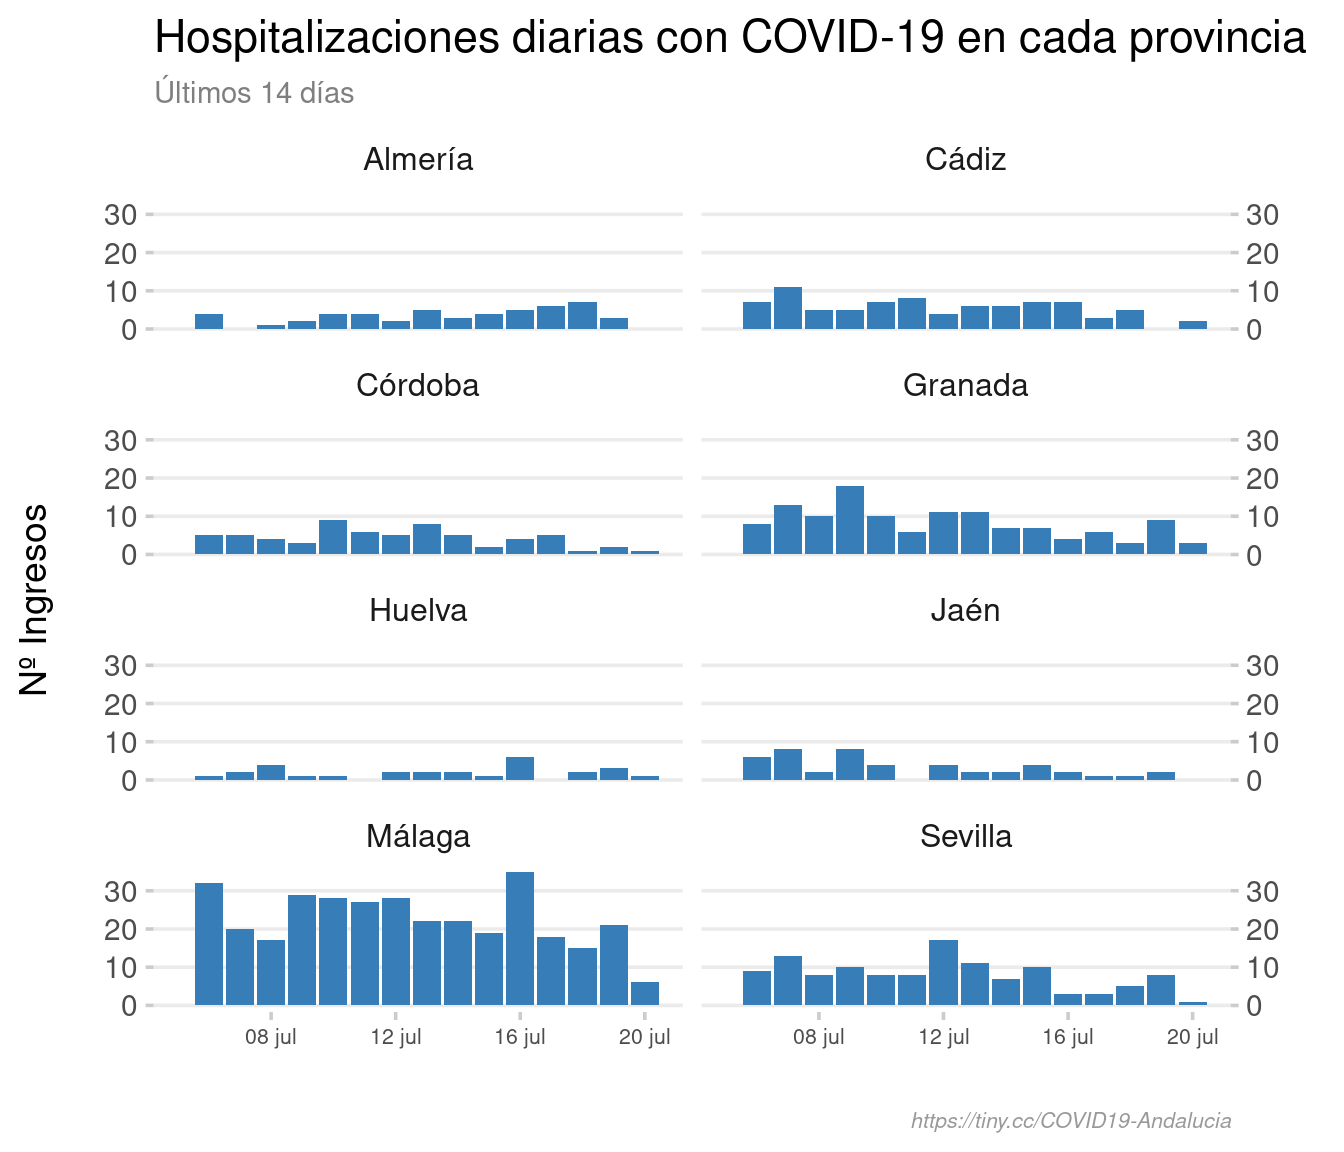 Hospitalizaciones diarias con COVID-19 en cada provincia
Últimos 14 días
Almería
Cádiz
30
20
10
0
30
20
10
0
Córdoba
Granada
30
20
10
0
30
20
10
0
Nº Ingresos
Huelva
Jaén
30
20
10
0
30
20
10
0
Málaga
Sevilla
30
20
10
0
30
20
10
0
08 jul 12 jul 16 jul 20 jul
08 jul 12 jul 16 jul 20 jul
https://tiny.cc/COVID19-Andalucia